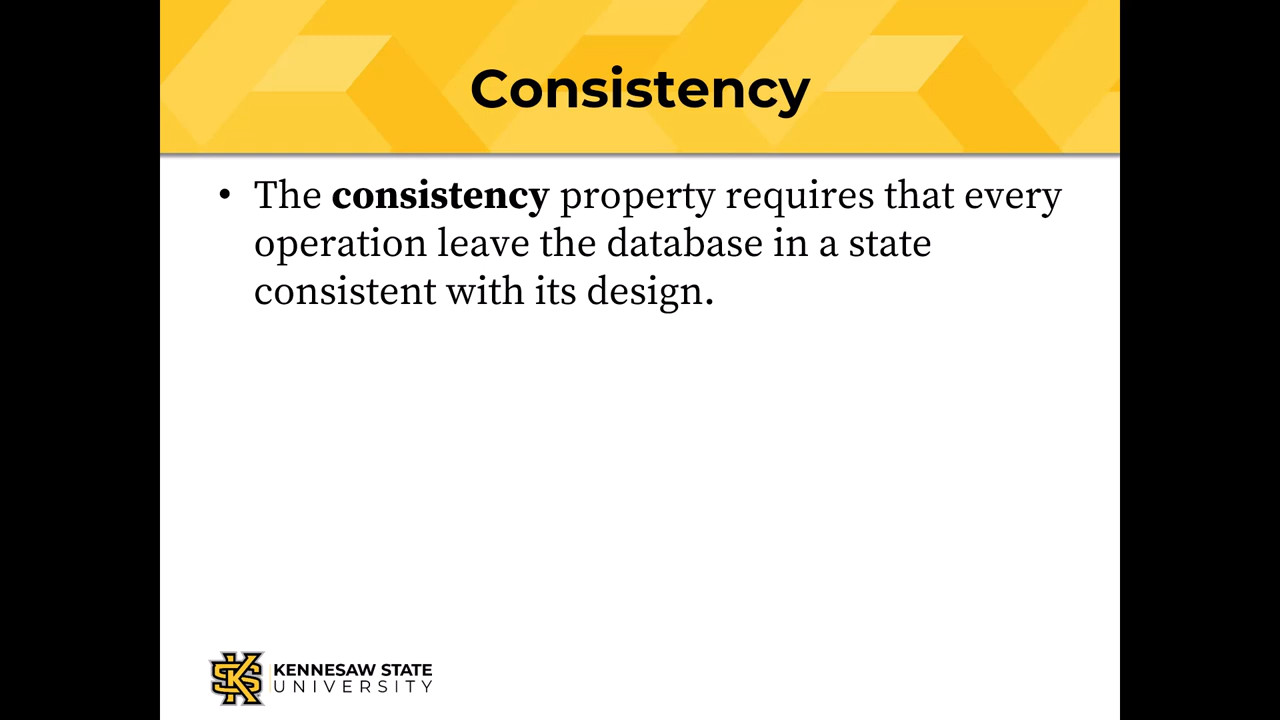 Consistency
• The consistency property requires that every
operation leave the database in a state
consistent with its design.
KENNESAW STATE
UNIVERSITY